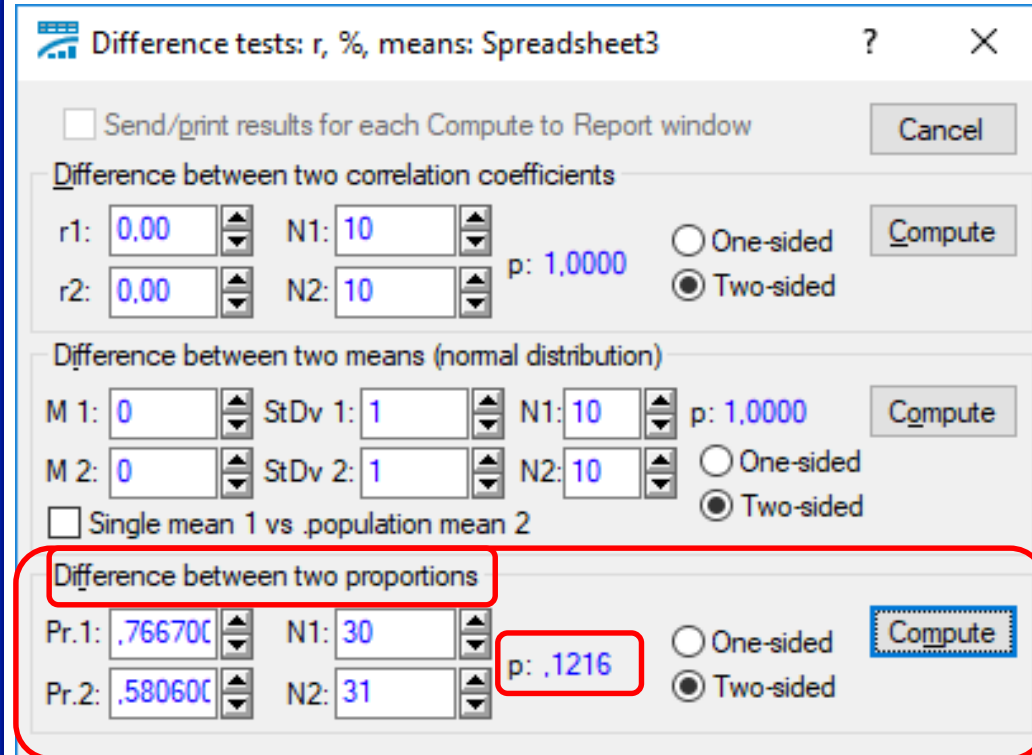 Difference tests: r, %, means: Spreadsheet3 ? ×
Send/print results for each Compute to Report window Cancel
Difference between two correlation coefficients
r1: 0,00 N1: 10 One-sided Compute
p: 1,0000
r2: 0,00 N2: 10 Two-sided
Difference between two means (normal distribution)
M 1: 0 StDv 1: 1 N1: 10 p: 1,0000 Compute
M 2: 0 StDv 2: 1 N2: 10 One-sided
Two-sided
Single mean 1 vs .population mean 2
Difference between two proportions
Pr.1: ,766700 N1: 30 One-sided Compute
p: ,1216
Pr.2: ,580600 N2: 31 Two-sided